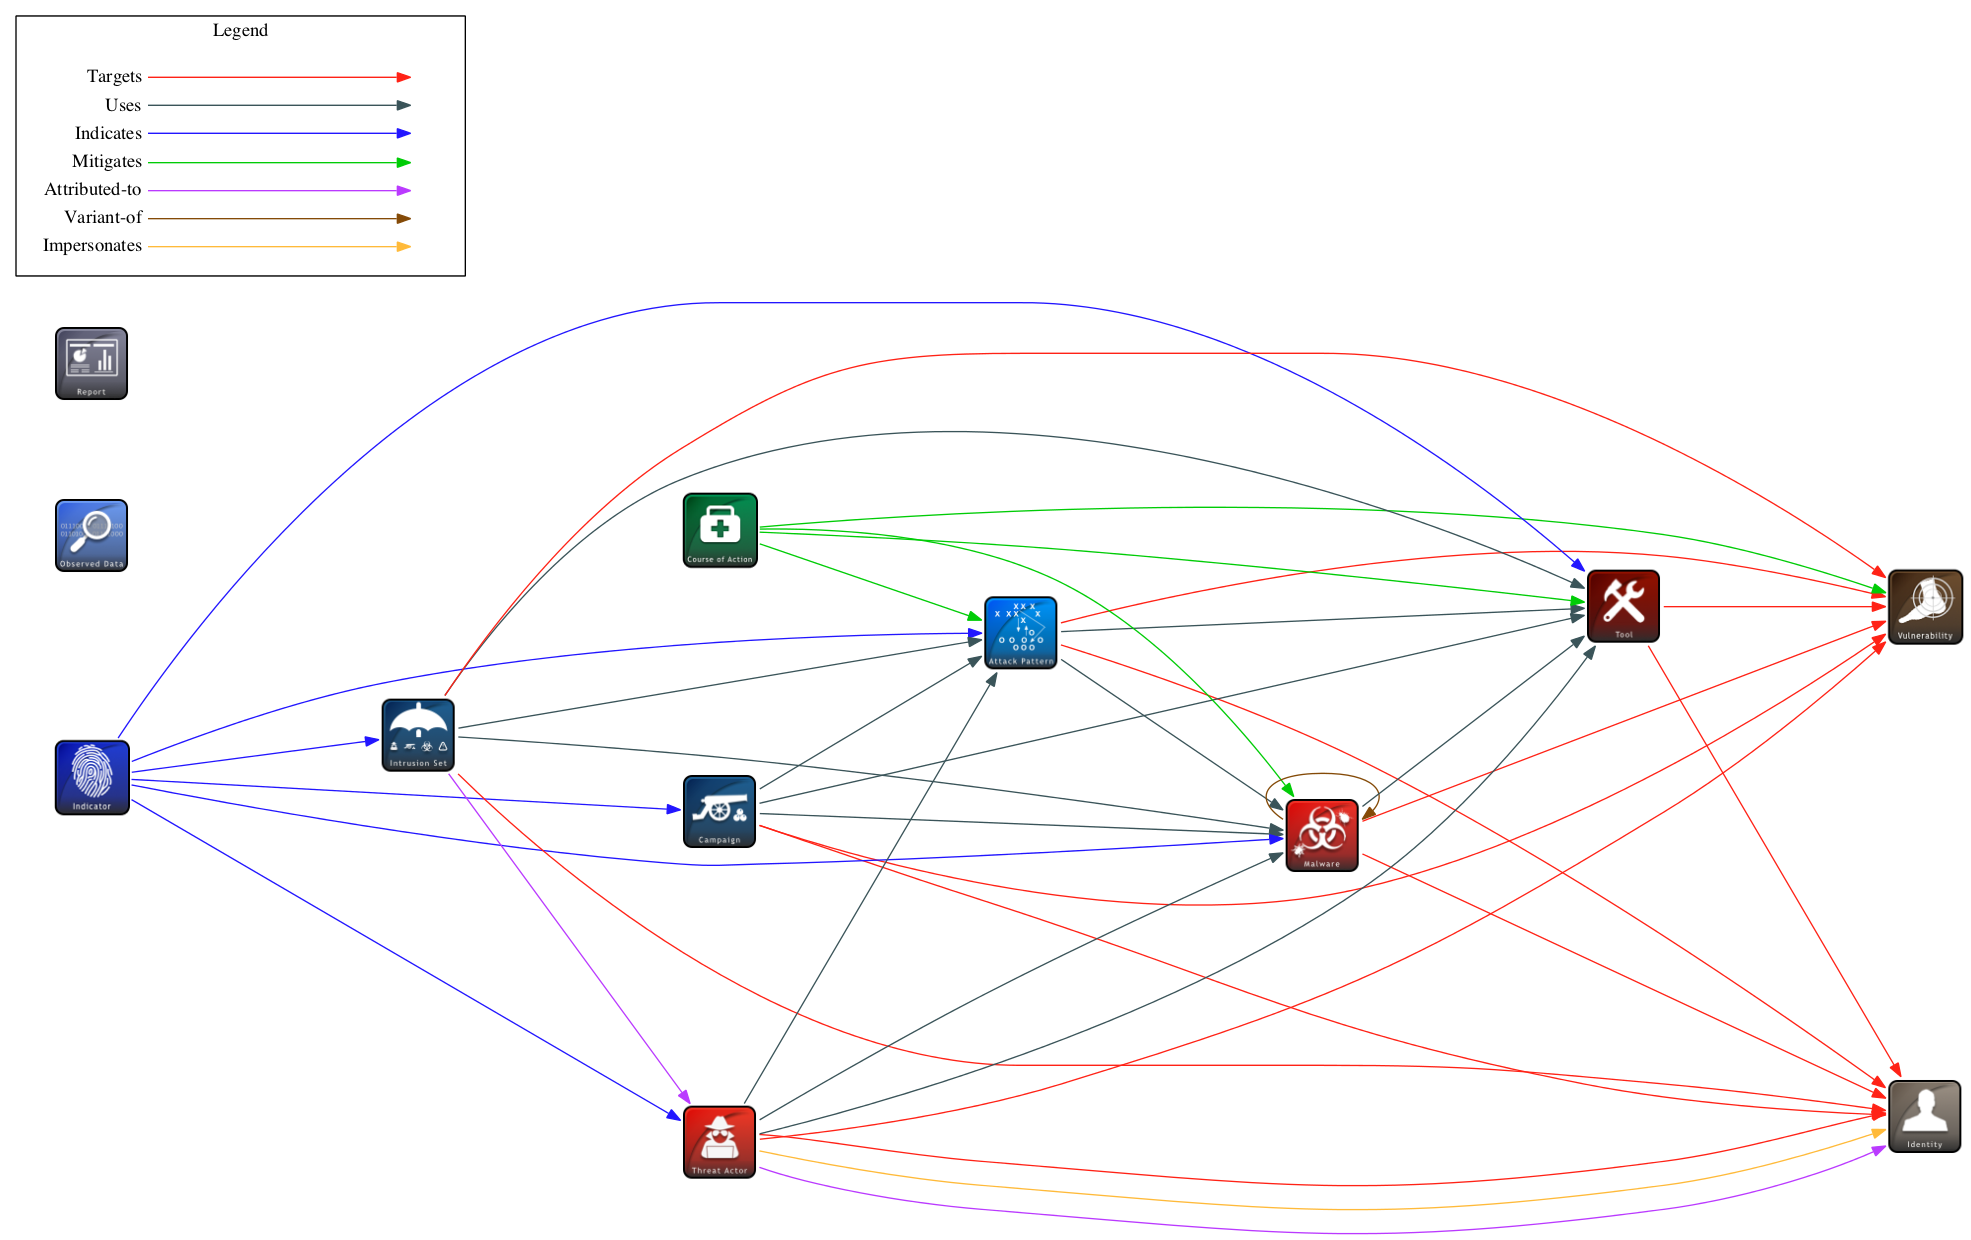 Legend
Targets
Uses
Indicates
Mitigates
Attributed-to
Variant-of
Impersonates
Report
Observed Data
Course of Action
Tool
Vulnerability
Attack Pattern
Intrusion Set
Indicator
Campaign
Malware
Threat Actor
Identity